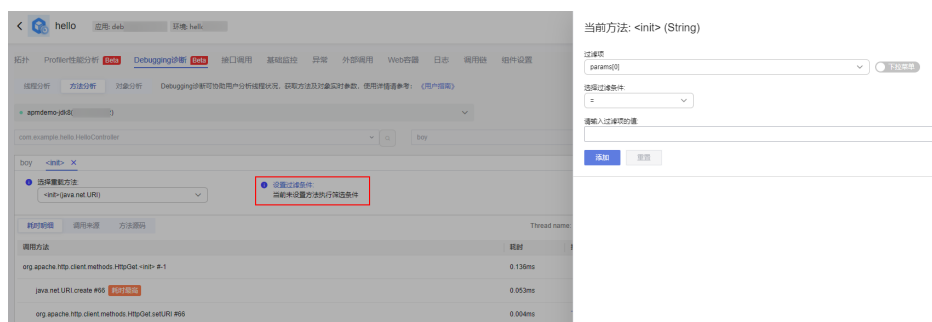 hello 应用: deb 环境: hell
拓扑 Profiler性能分析 Beta Debugging诊断 Beta 接口调用 基础监控 异常 外部调用 Web容器 日志 调用链 组件设置
线程分析 方法分析 对象分析 Debugging诊断可协助用户分析线程状况、获取方法及对象实时参数。使用详情请参考: 《用户指南》
apmdemo-jdk8( )
com.example.hello.HelloController boy
boy <init> ×
选择重载方法:
<init>(java.net.URI)
设置过滤条件:
当前未设置方法执行筛选条件
耗时明细 调用来源 方法源码 Thread name:
调用方法 耗时
org.apache.http.client.methods.HttpGet.<init> #-1 0.136ms
java.net.URI.create #66 耗时最高 0.053ms
org.apache.http.client.methods.HttpGet.setURI #66 0.004ms
当前方法: <init> (String)
过滤项
params[0] 下拉菜单
选择过滤条件:
=
请输入过滤项的值:
添加 重置